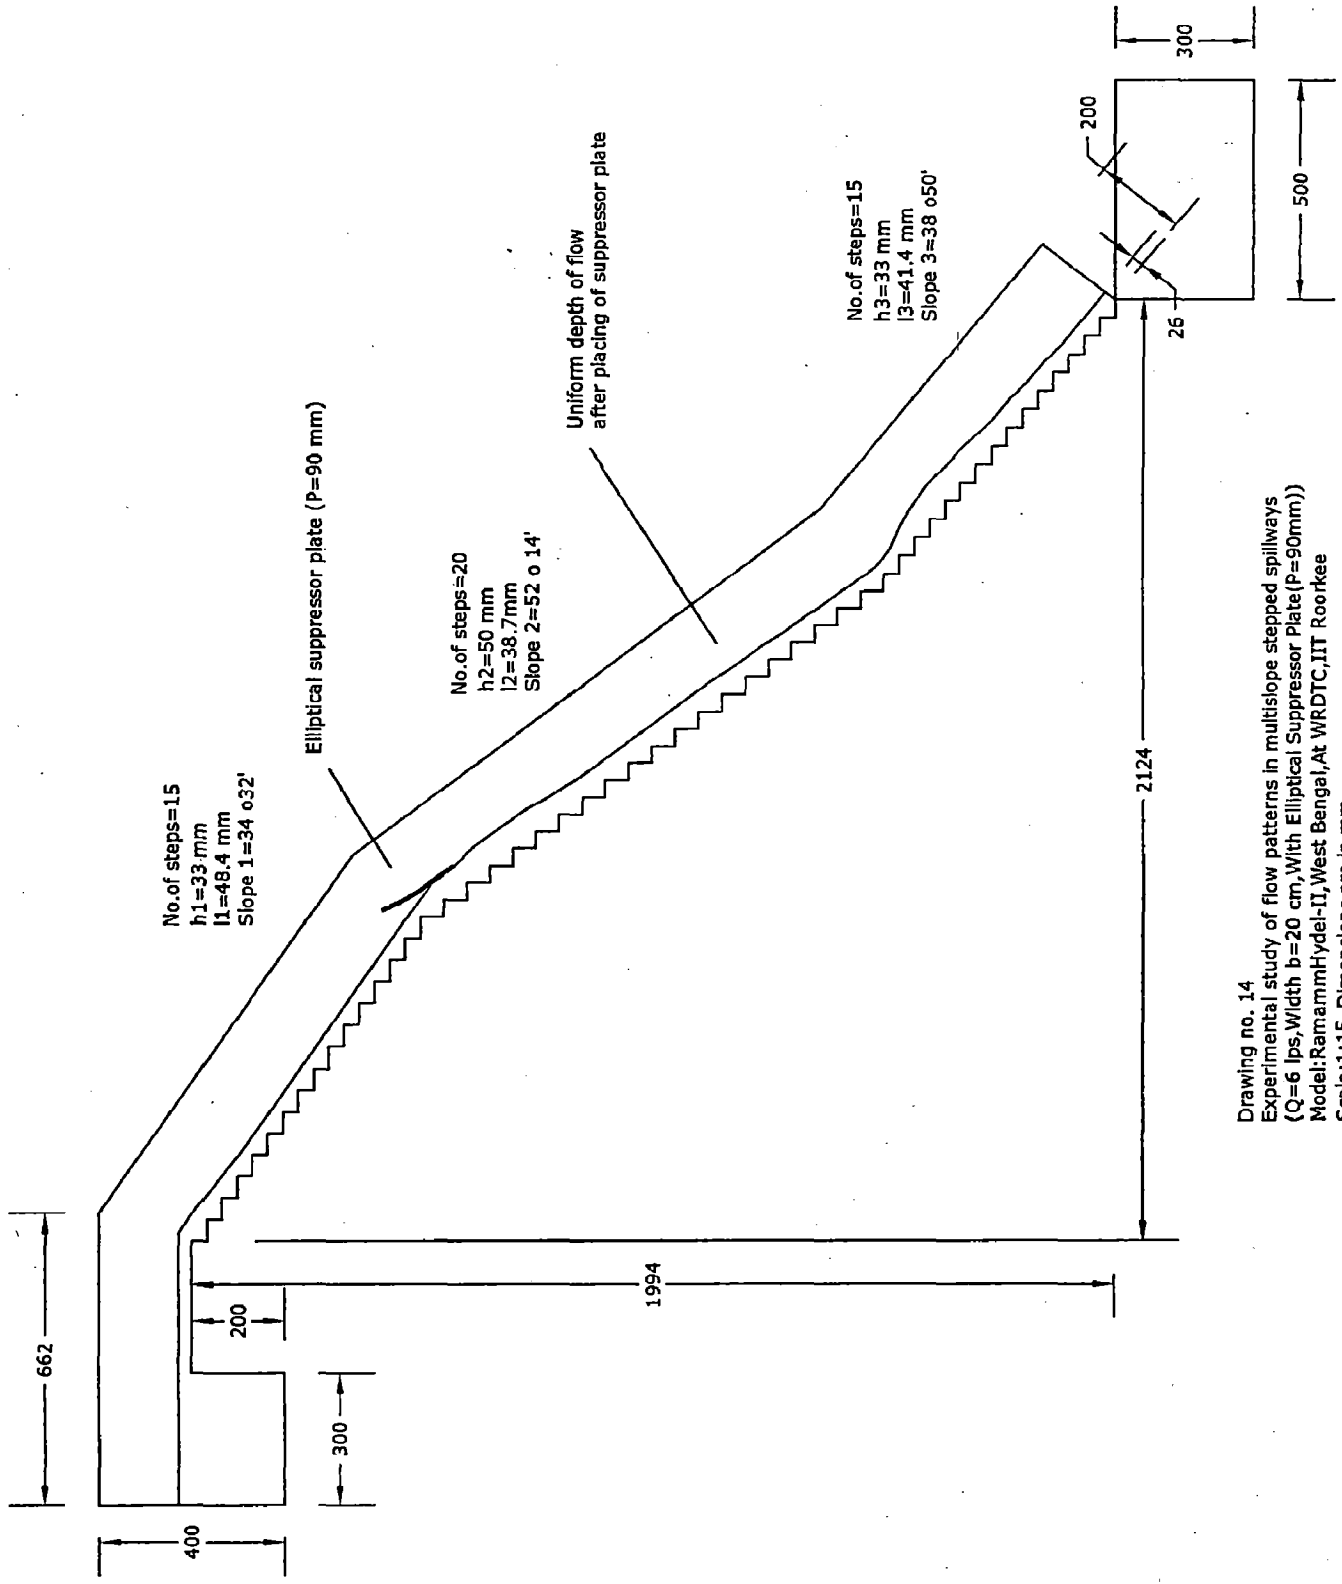 662
400
300
200
1994
2124
No.of steps=15
h1=33 mm
l1=48.4 mm
Slope 1=34 o32'
Elliptical suppressor plate (P=90 mm)
No.of steps=20
h2=50 mm
l2=38.7mm
Slope 2=52 o 14'
Uniform depth of flow
after placing of suppressor plate
No.of steps=15
h3=33 mm
l3=41.4 mm
Slope 3=38 o50'
200
26
300
500
Drawing no. 14
Experimental study of flow patterns in multislope stepped spillways
(Q=6 lps,Width b=20 cm,With Elliptical Suppressor Plate(P=90mm))
Model:RamammHydel-II,West Bengal,At WRDTC,IIT Roorkee